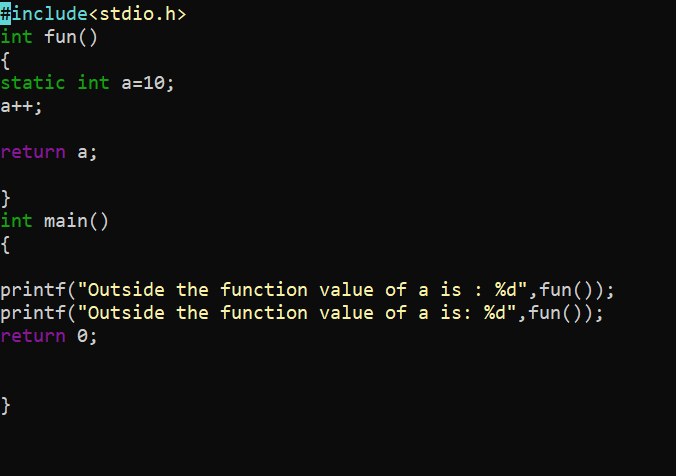 #include<stdio.h>
int fun()
{
static int a=10;
a++;
return a;
}
int main()
{
printf("Outside the function value of a is : %d",fun());
printf("Outside the function value of a is: %d",fun());
return 0;
}